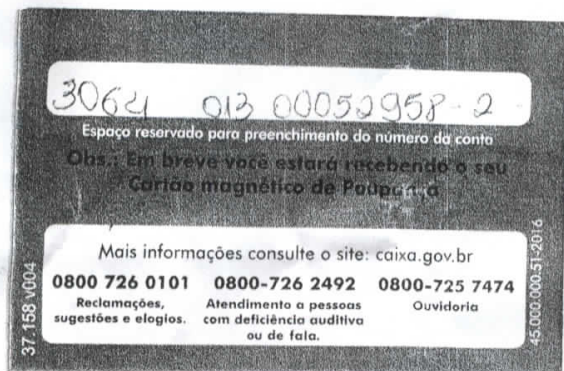 3064 013 00052958-2
Espaço reservado para preenchimento do número da conta
Obs.: Em breve você estará recebendo o seu
Cartão magnético de Poupança
Mais informações consulte o site: caixa.gov.br
0800 726 0101 0800-726 2492 0800-725 7474
Reclamações, Atendimento a pessoas Ouvidoria
sugestões e elogios. com deficiência auditiva
ou de fala.
37.158 v004
45.000.000.51-2016